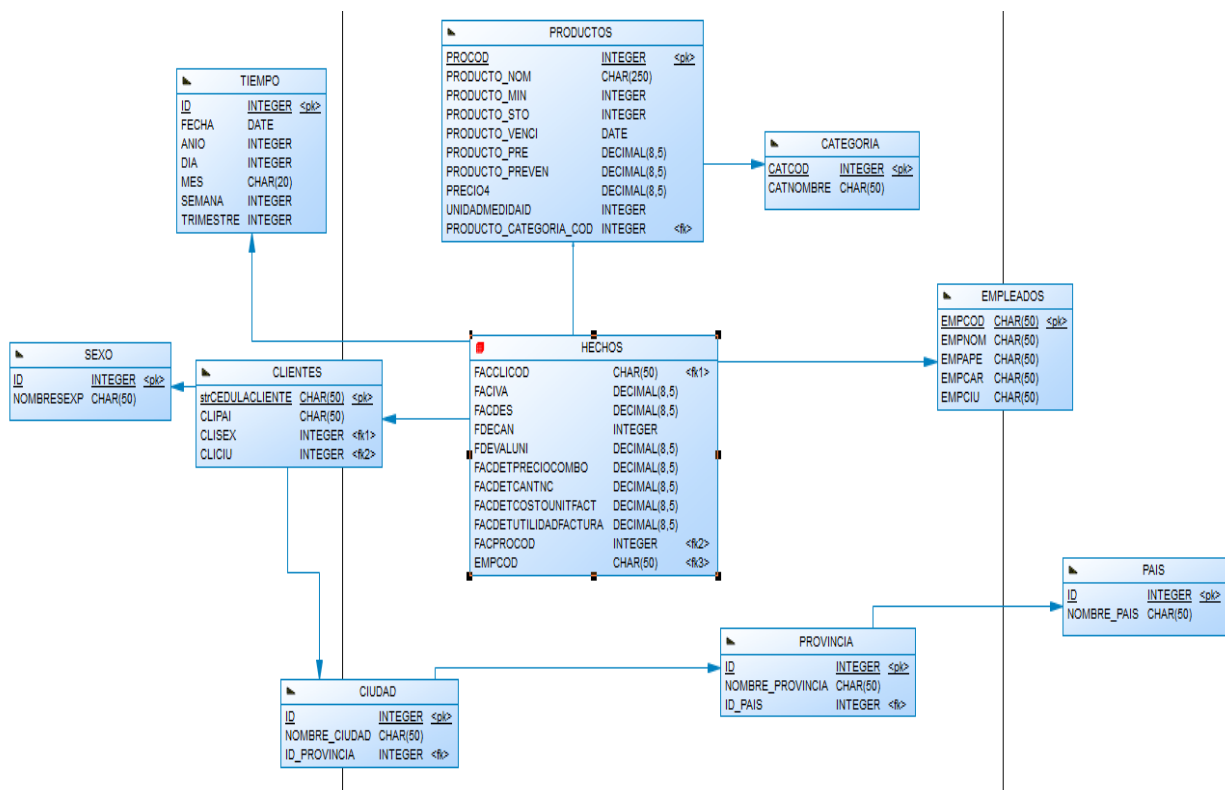 PRODUCTOS
PROCOD INTEGER <pk>
PRODUCTO_NOM CHAR(250)
PRODUCTO_MIN INTEGER
PRODUCTO_STO INTEGER
PRODUCTO_VENCI DATE
PRODUCTO_PRE DECIMAL(8,5)
PRODUCTO_PREVEN DECIMAL(8,5)
PRECIO4 DECIMAL(8,5)
UNIDADMEDIDAID INTEGER
PRODUCTO_CATEGORIA_COD INTEGER <fk>
TIEMPO
ID INTEGER <pk>
FECHA DATE
ANIO INTEGER
DIA INTEGER
MES CHAR(20)
SEMANA INTEGER
TRIMESTRE INTEGER
CATEGORIA
CATCOD INTEGER <pk>
CATNOMBRE CHAR(50)
EMPLEADOS
EMPCOD CHAR(50) <pk>
EMPNOM CHAR(50)
EMPAPE CHAR(50)
EMPCAR CHAR(50)
EMPCIU CHAR(50)
HECHOS
FACCLICOD CHAR(50) <fk1>
FACIVA DECIMAL(8,5)
FACDES DECIMAL(8,5)
FDECAN INTEGER
FDEVALUNI DECIMAL(8,5)
FACDETPRECIOCOMBO DECIMAL(8,5)
FACDETCANTNC DECIMAL(8,5)
FACDETCOSTOUNITFACT DECIMAL(8,5)
FACDETUTILIDADFACTURA DECIMAL(8,5)
FACPROCOD INTEGER <fk2>
EMPCOD CHAR(50) <fk3>
SEXO
ID INTEGER <pk>
NOMBRESEXP CHAR(50)
CLIENTES
strCEDULACLIENTE CHAR(50) <pk>
CLIPAI CHAR(50)
CLISEX INTEGER <fk1>
CLICIU INTEGER <fk2>
PAIS
ID INTEGER <pk>
NOMBRE_PAIS CHAR(50)
PROVINCIA
ID INTEGER <pk>
NOMBRE_PROVINCIA CHAR(50)
ID_PAIS INTEGER <fk>
CIUDAD
ID INTEGER <pk>
NOMBRE_CIUDAD CHAR(50)
ID_PROVINCIA INTEGER <fk>